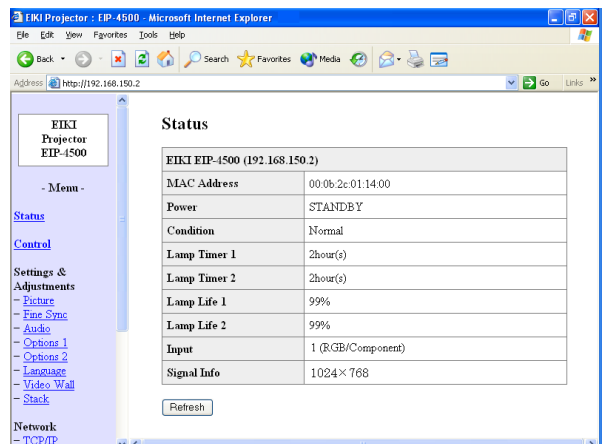 EIKI Projector : EIP-4500 - Microsoft Internet Explorer
File Edit View Favorites Tools Help
Back Search Favorites Media
Address http://192.168.150.2 Go Links »
EIKI
Projector
EIP-4500
- Menu -
Status
Control
Settings &
Adjustments
- Picture
- Fine Sync
- Audio
- Options 1
- Options 2
- Language
- Video Wall
- Stack
Network
- TCP/IP
Status
EIKI EIP-4500 (192.168.150.2)
MAC Address 00:0b:2c:01:14:00
Power STANDBY
Condition Normal
Lamp Timer 1 2hour(s)
Lamp Timer 2 2hour(s)
Lamp Life 1 99%
Lamp Life 2 99%
Input 1 (RGB/Component)
Signal Info 1024×768
Refresh